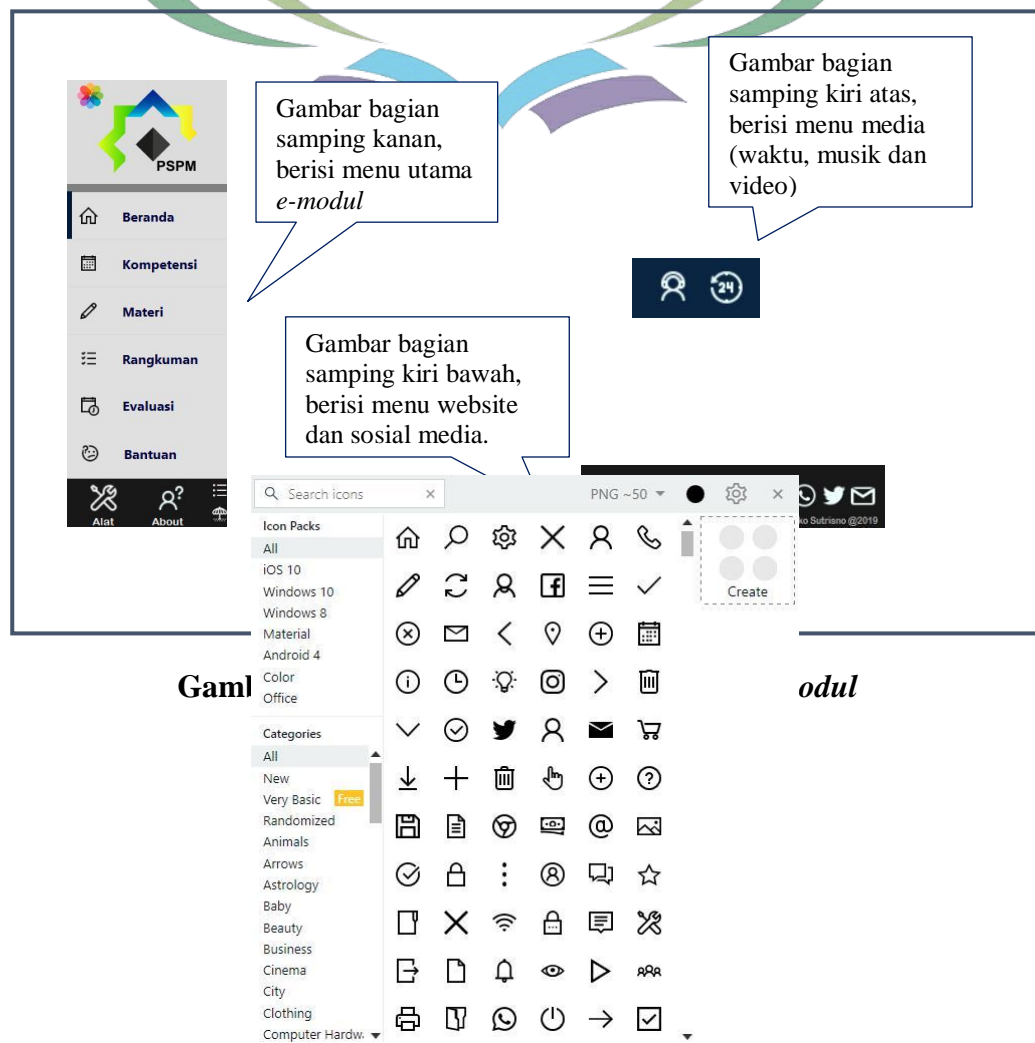 Gambar bagian
samping kiri atas,
berisi menu media
(waktu, musik dan
video)
Gambar bagian
samping kanan,
berisi menu utama
e-modul
PSPM
Beranda
Kompetensi
Materi
Rangkuman
Evaluasi
Bantuan
Alat
About
24
Gambar bagian
samping kiri bawah,
berisi menu website
dan sosial media.
Search icons
PNG ~50
Icon Packs
All
iOS 10
Windows 10
Windows 8
Material
Android 4
Color
Office
Categories
All
New
Very Basic Free
Randomized
Animals
Arrows
Astrology
Baby
Beauty
Business
Cinema
City
Clothing
Create
Sutrisno @2019